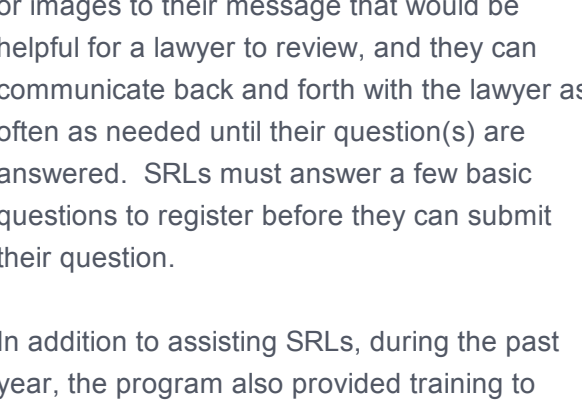 or images to their message that would be
helpful for a lawyer to review, and they can
communicate back and forth with the lawyer as
often as needed until their question(s) are
answered.  SRLs must answer a few basic
questions to register before they can submit
their question.
In addition to assisting SRLs, during the past
year, the program also provided training to